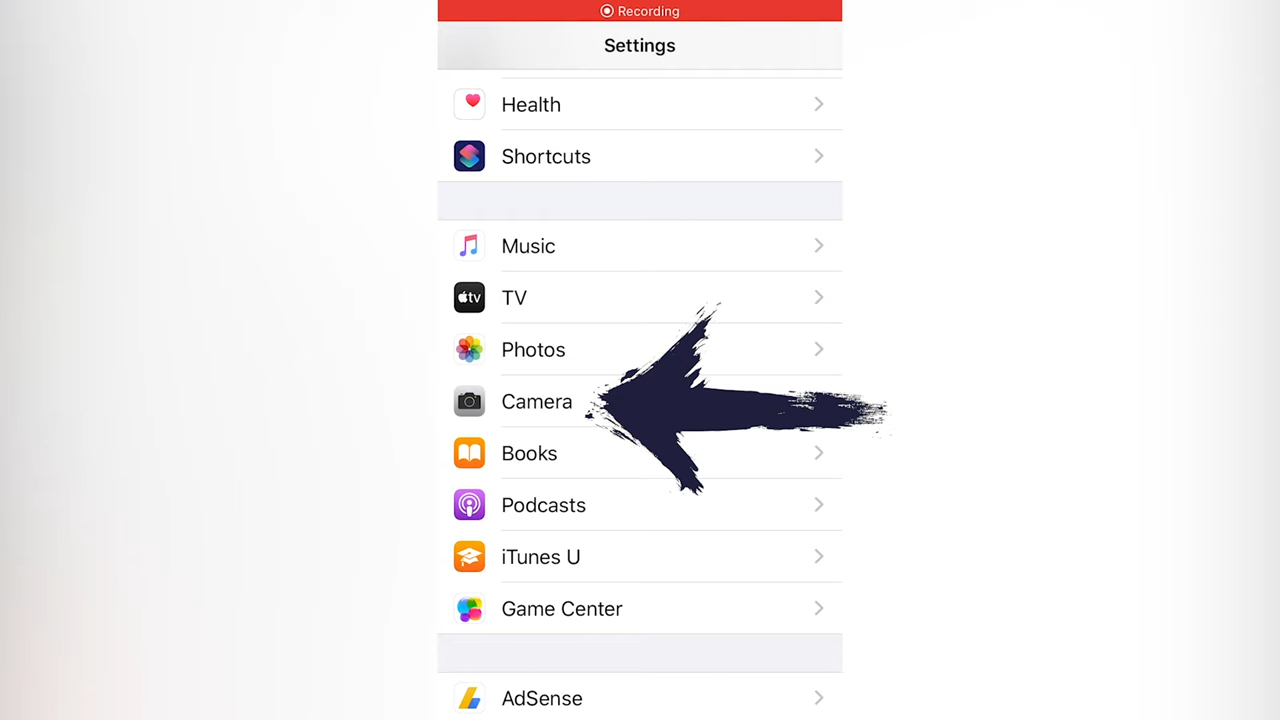 Recording
Settings
Health
Shortcuts
Music
tv TV
Photos
Camera
Books
Podcasts
iTunes U
Game Center
AdSense